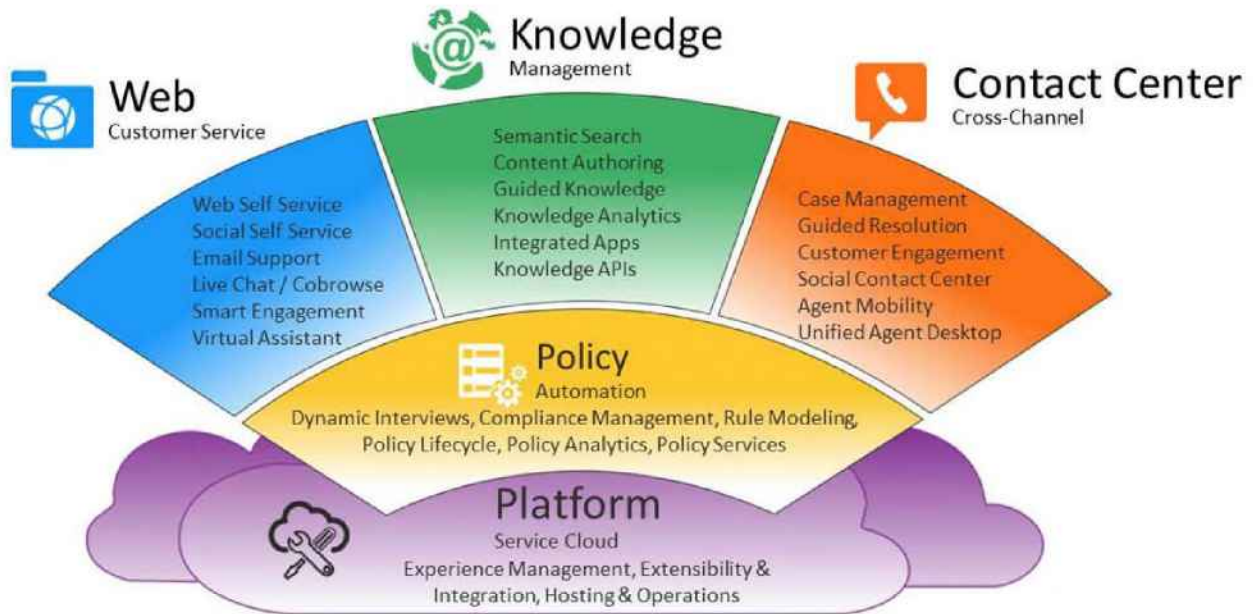 Knowledge
Management
Web
Customer Service
Contact Center
Cross-Channel
Web Self Service
Social Self Service
Email Support
Live Chat / Cobrowse
Smart Engagement
Virtual Assistant
Semantic Search
Content Authoring
Guided Knowledge
Knowledge Analytics
Integrated Apps
Knowledge APIs
Case Management
Guided Resolution
Customer Engagement
Social Contact Center
Agent Mobility
Unified Agent Desktop
Policy
Automation
Dynamic Interviews, Compliance Management, Rule Modeling,
Policy Lifecycle, Policy Analytics, Policy Services
Platform
Service Cloud
Experience Management, Extensibility &
Integration, Hosting & Operations